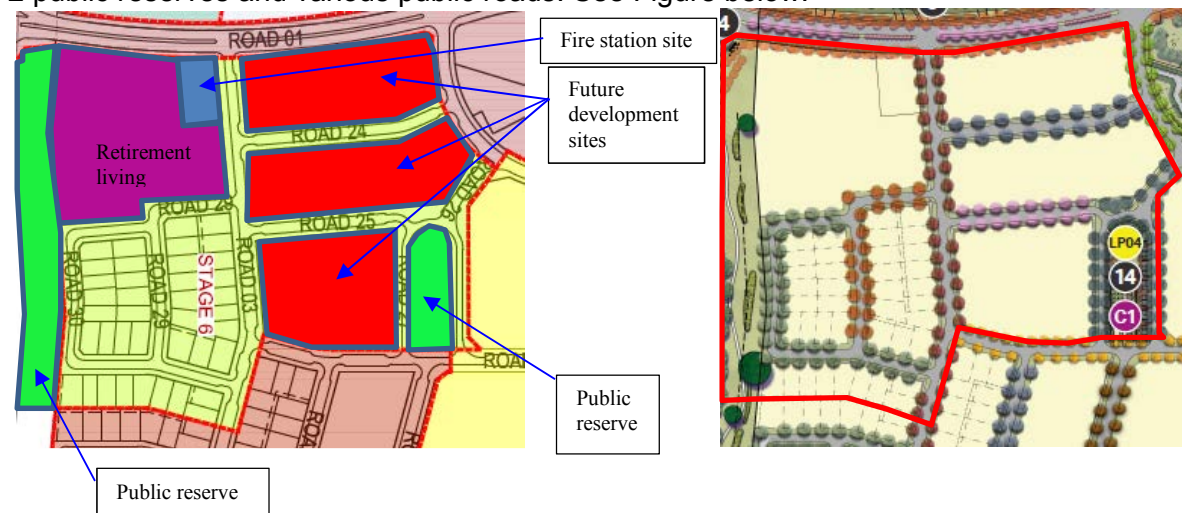 2 public reserves and various public roads. See Figure below.
ROAD 01
Fire station site
Future
development
sites
ROAD 24
Retirement
living
ROAD 25
ROAD 03
ROAD 29
ROAD 30
STAGE 6
ROAD
ROAD
Public
reserve
Public reserve
4
LP04
14
C1